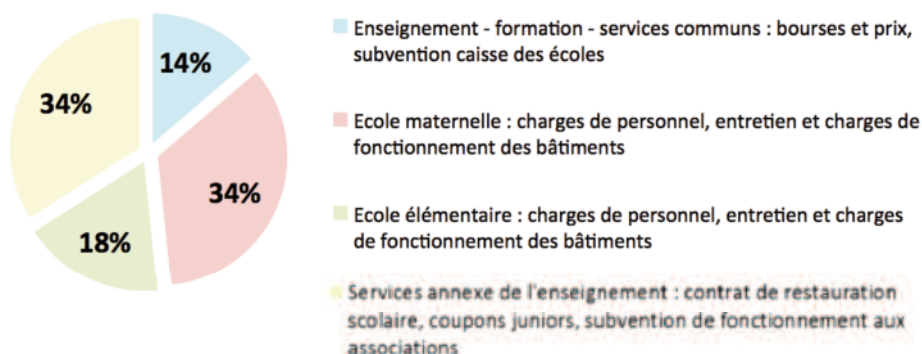 14%
34%
34%
18%
Enseignement - formation - services communs : bourses et prix,
subvention caisse des écoles
Ecole maternelle : charges de personnel, entretien et charges de
fonctionnement des bâtiments
Ecole élémentaire : charges de personnel, entretien et charges
de fonctionnement des bâtiments
Services annexe de l'enseignement : contrat de restauration
scolaire, coupons juniors, subvention de fonctionnement aux
associations